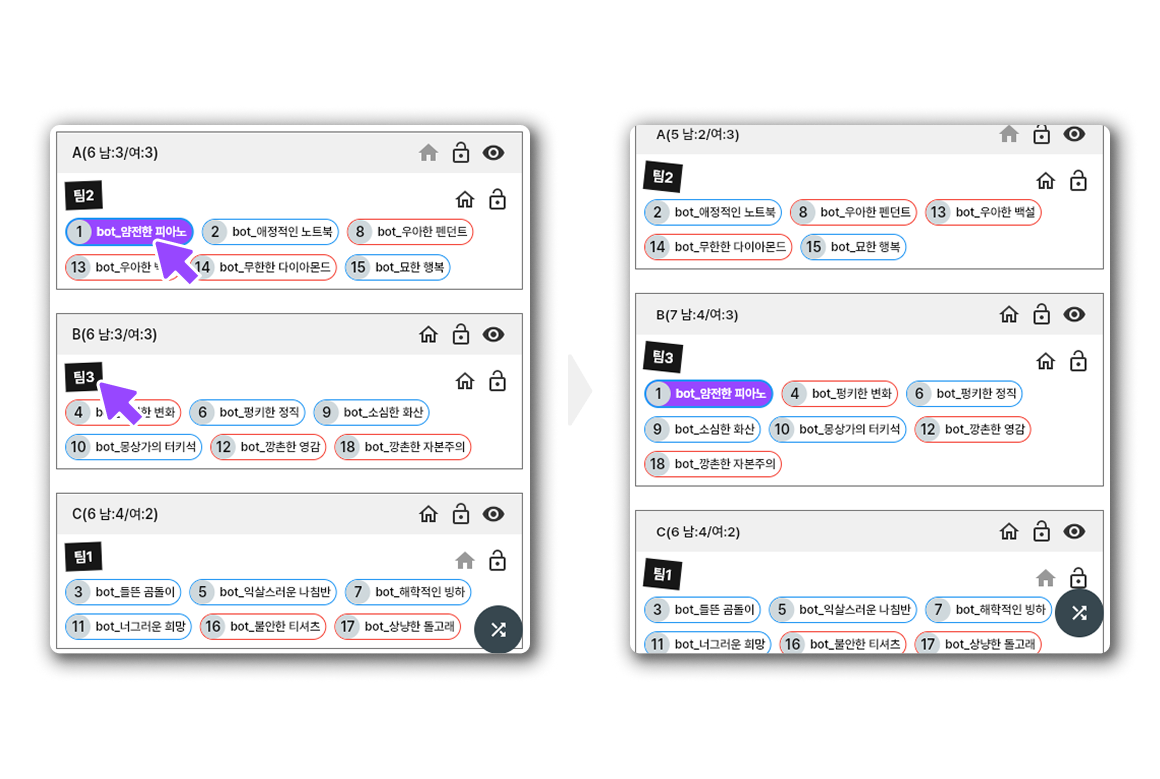 A(6 남:3/여:3)
팀2
1 bot_얌전한 피아노 2 bot_애정적인 노트북 8 bot_우아한 펜던트
13 bot_우아한 14 bot_무한한 다이아몬드 15 bot_묘한 행복
B(6 남:3/여:3)
팀3
4 변화 6 bot_펑키한 정직 9 bot_소심한 화산
10 bot_몽상가의 터키석 12 bot_깡촌한 영감 18 bot_깡촌한 자본주의
C(6 남:4/여:2)
팀1
3 bot_들뜬 곰돌이 5 bot_익살스러운 나침반 7 bot_해학적인 빙하
11 bot_너그러운 희망 16 bot_불안한 티셔츠 17 bot_상냥한 돌고래
A(5 남:2/여:3)
팀2
2 bot_애정적인 노트북 8 bot_우아한 펜던트 13 bot_우아한 백설
14 bot_무한한 다이아몬드 15 bot_묘한 행복
B(7 남:4/여:3)
팀3
1 bot_얌전한 피아노 4 bot_펑키한 변화 6 bot_펑키한 정직
9 bot_소심한 화산 10 bot_몽상가의 터키석 12 bot_깡촌한 영감
18 bot_깡촌한 자본주의
C(6 남:4/여:2)
팀1
3 bot_들뜬 곰돌이 5 bot_익살스러운 나침반 7 bot_해학적인 빙하
11 bot_너그러운 희망 16 bot_불안한 티셔츠 17 bot_상냥한 돌고래